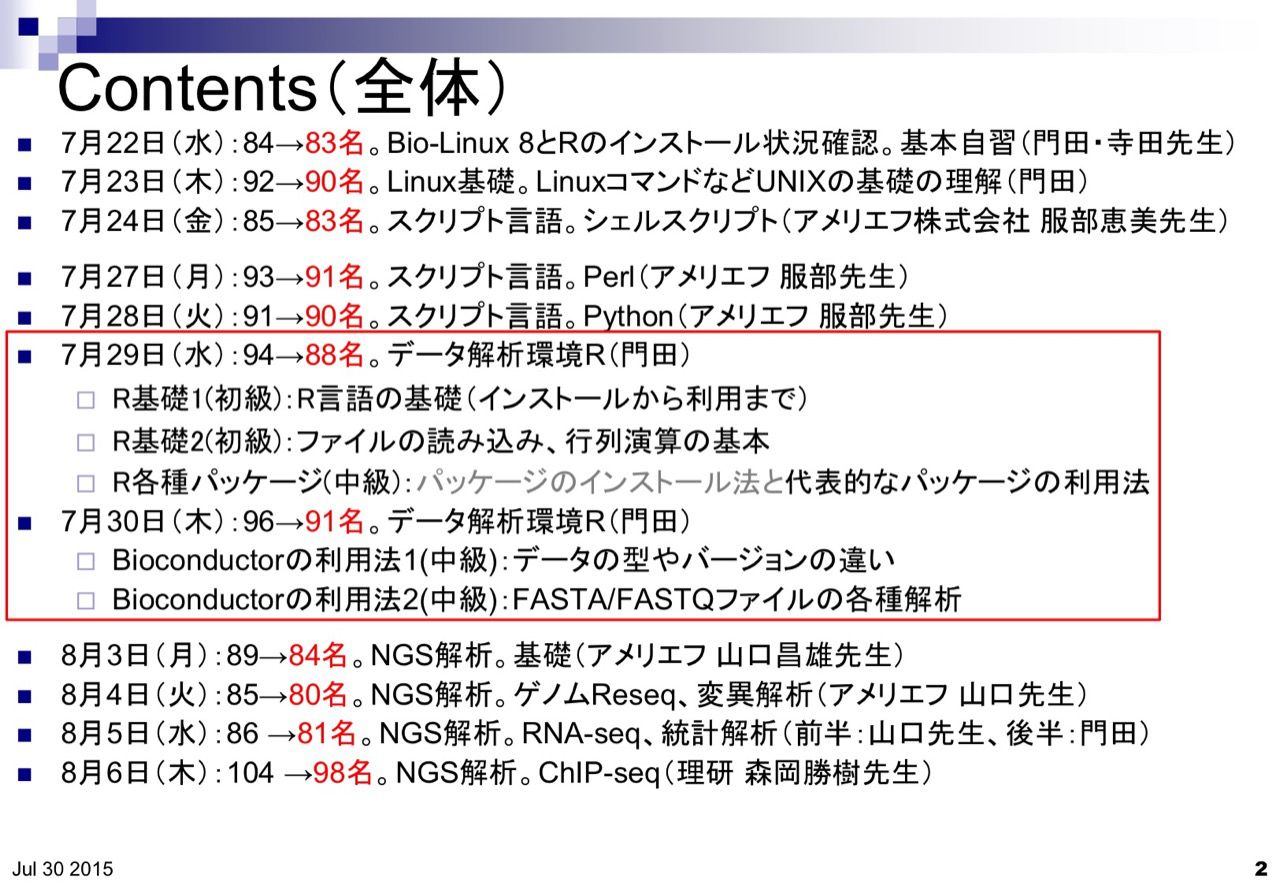 Contents（全体）
7月22日（水）：84→83名。Bio-Linux 8とRのインストール状況確認。基本自習（門田・寺田先生）
7月23日（木）：92→90名。Linux基礎。LinuxコマンドなどUNIXの基礎の理解（門田）
7月24日（金）：85→83名。スクリプト言語。シェルスクリプト（アメリエフ株式会社 服部恵美先生）
7月27日（月）：93→91名。スクリプト言語。Perl（アメリエフ 服部先生）
7月28日（火）：91→90名。スクリプト言語。Python（アメリエフ 服部先生）
7月29日（水）：94→88名。データ解析環境R（門田）
R基礎1(初級)：R言語の基礎（インストールから利用まで）
R基礎2(初級)：ファイルの読み込み、行列演算の基本
R各種パッケージ(中級)：パッケージのインストール法と代表的なパッケージの利用法
7月30日（木）：96→91名。データ解析環境R（門田）
Bioconductorの利用法1(中級)：データの型やバージョンの違い
Bioconductorの利用法2(中級)：FASTA/FASTQファイルの各種解析
8月3日（月）：89→84名。NGS解析。基礎（アメリエフ 山口昌雄先生）
8月4日（火）：85→80名。NGS解析。ゲノムReseq、変異解析（アメリエフ 山口先生）
8月5日（水）：86 →81名。NGS解析。RNA-seq、統計解析（前半：山口先生、後半：門田）
8月6日（木）：104 →98名。NGS解析。ChIP-seq（理研 森岡勝樹先生）
Jul 30 2015
2